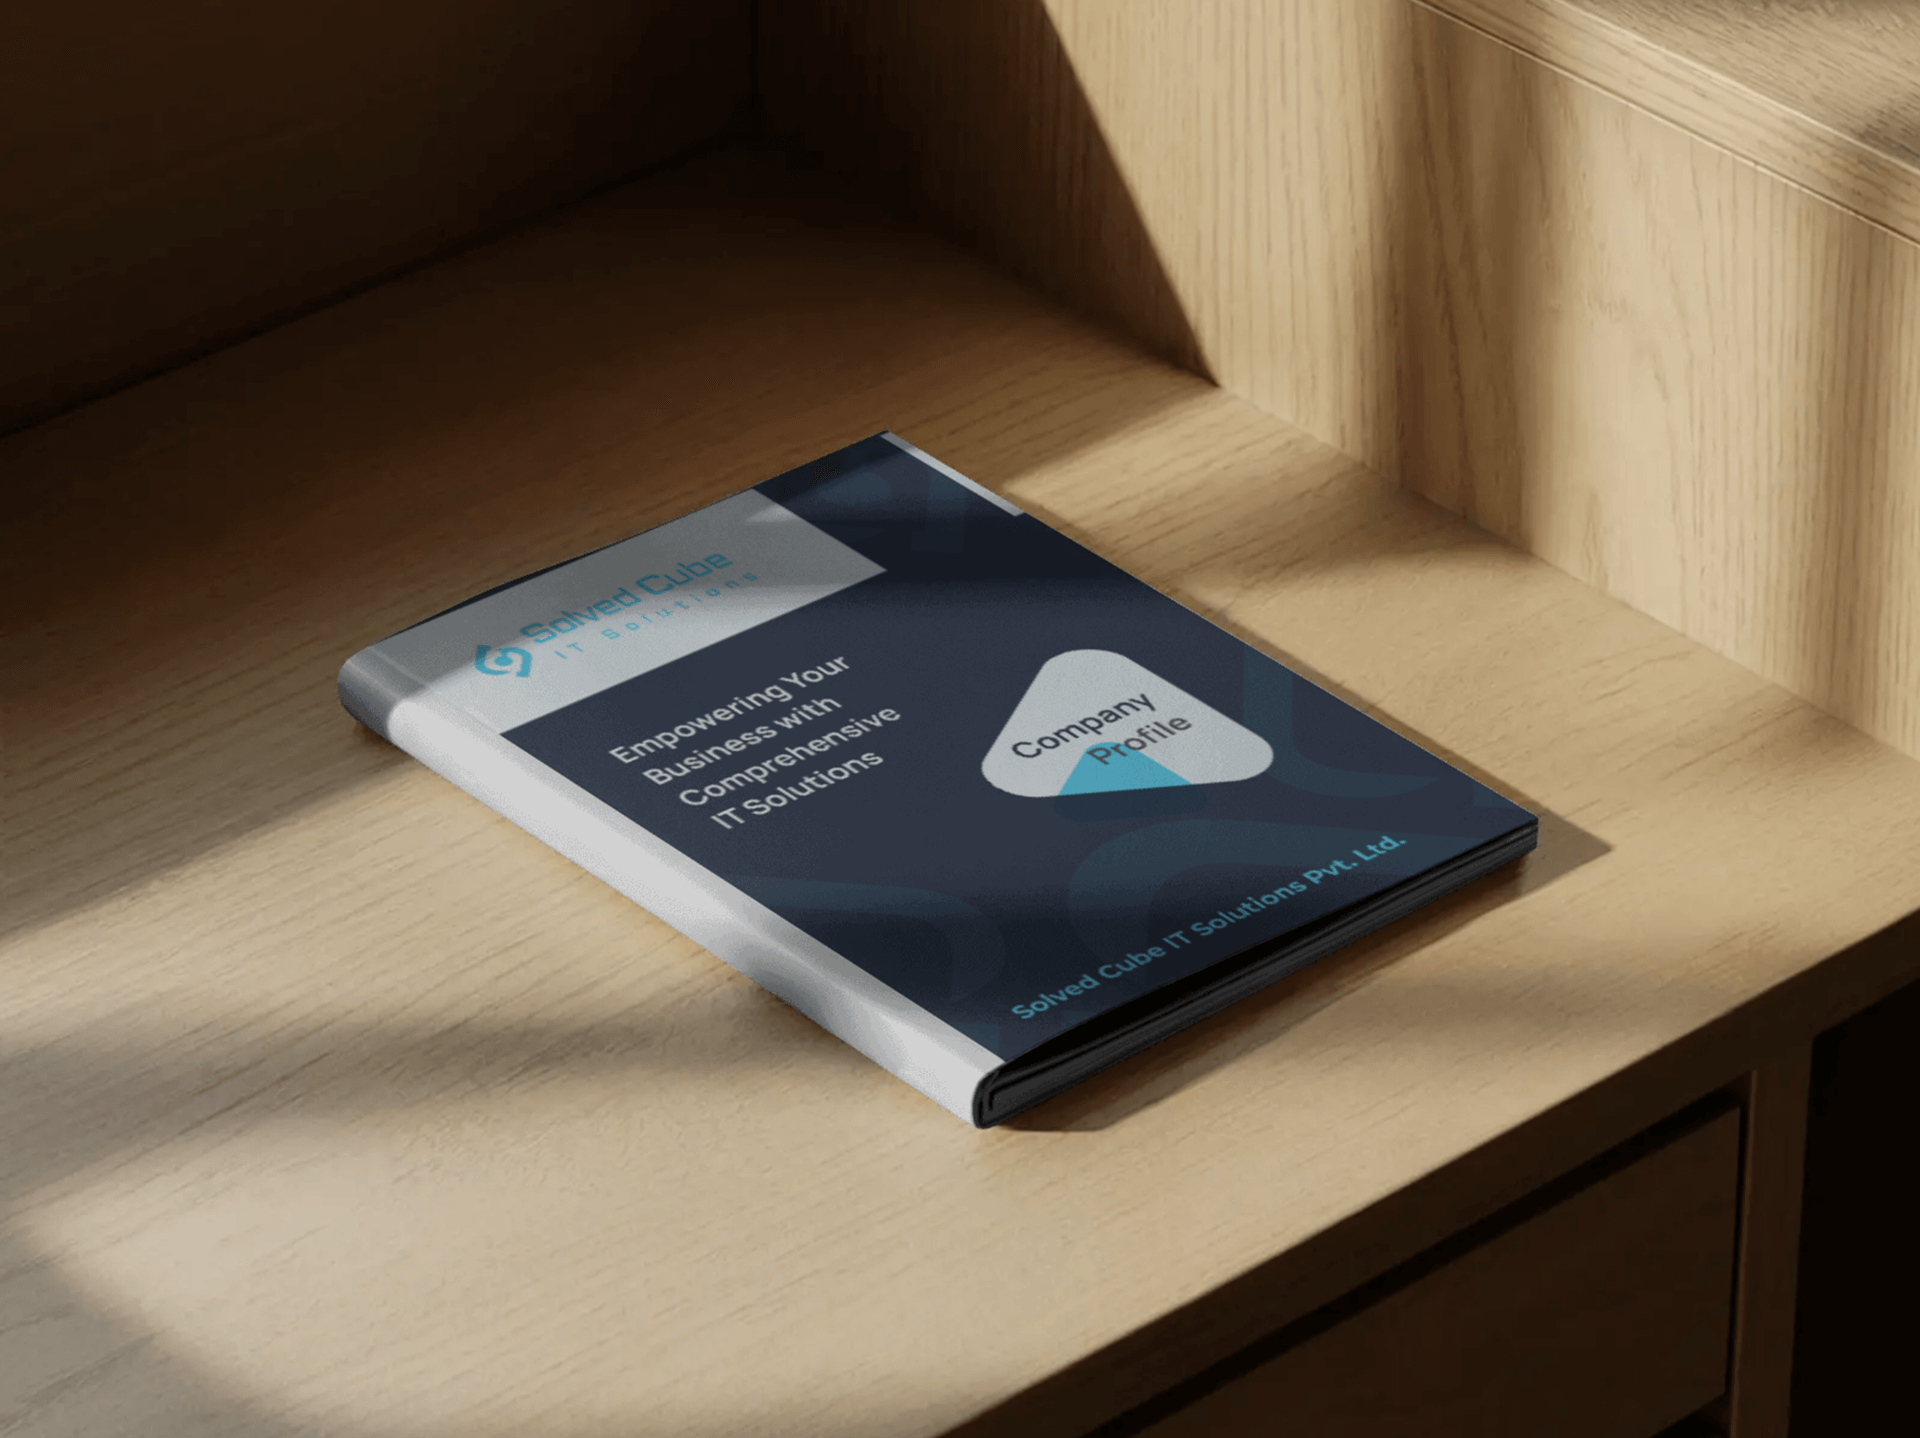 Solved Cube
IT Solutions
Empowering Your
Business with
Comprehensive
IT Solutions
Company
Profile
Solved Cube IT Solutions Pvt. Ltd.